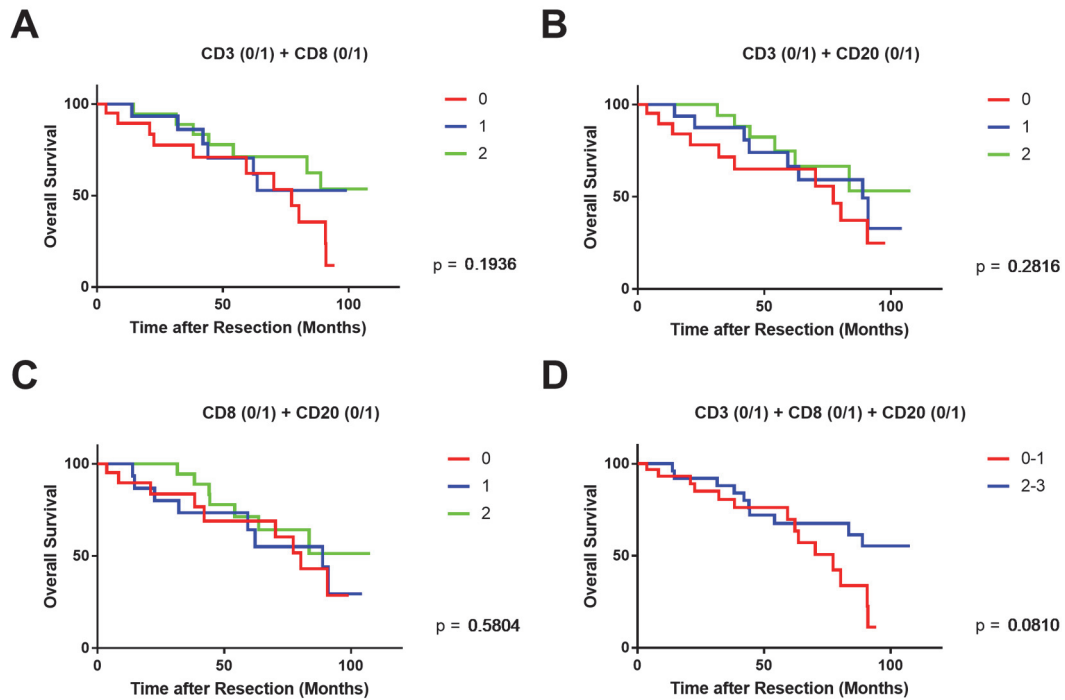 A
CD3 (0/1) + CD8 (0/1)
Overall Survival
100
50
0
0
50
100
Time after Resection (Months)
0
1
2
p = 0.1936
B
CD3 (0/1) + CD20 (0/1)
Overall Survival
100
50
0
0
50
100
Time after Resection (Months)
0
1
2
p = 0.2816
C
CD8 (0/1) + CD20 (0/1)
Overall Survival
100
50
0
0
50
100
Time after Resection (Months)
0
1
2
p = 0.5804
D
CD3 (0/1) + CD8 (0/1) + CD20 (0/1)
Overall Survival
100
50
0
0
50
100
Time after Resection (Months)
0-1
2-3
p = 0.0810